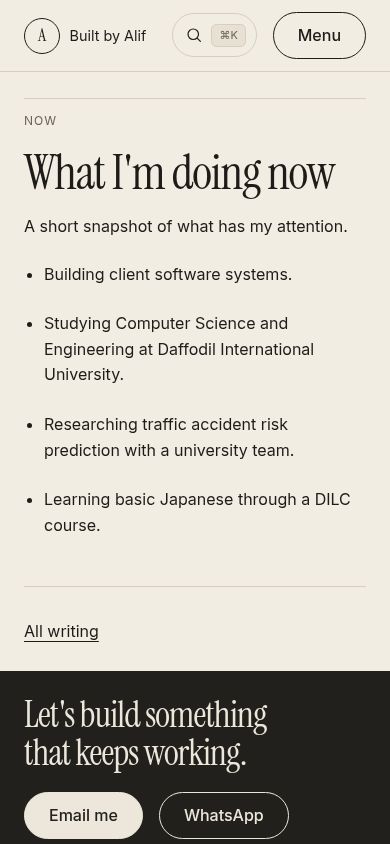 A Built by Alif
⌘K
Menu
NOW
What I'm doing now
A short snapshot of what has my attention.
• Building client software systems.
• Studying Computer Science and
Engineering at Daffodil International
University.
• Researching traffic accident risk
prediction with a university team.
• Learning basic Japanese through a DILC
course.
All writing
Let's build something
that keeps working.
Email me
WhatsApp